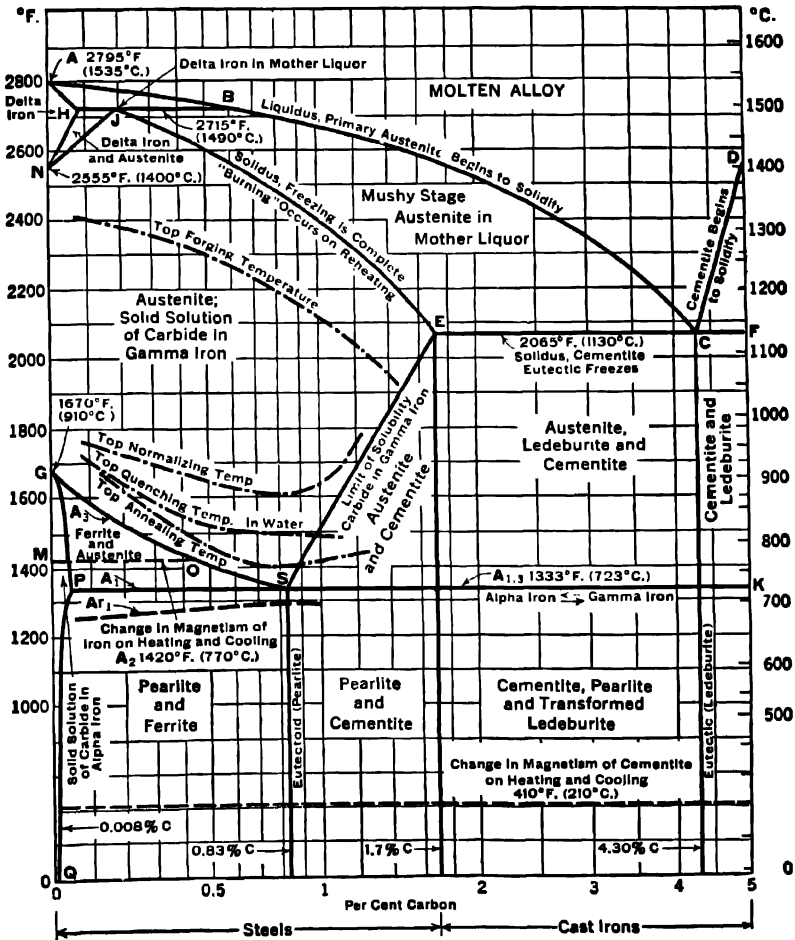 °F.
°C.
A 2795°F
(1535°C.)
Delta Iron in Mother Liquor
1600
2800
B
MOLTEN ALLOY
Delta
Iron
H
J
2715°F.
(1490°C.)
Liquidus, Primary Austenite Begins to Solidify
1500
Delta Iron
and Austenite
2600
N
2555°F. (1400°C.)
D
1400
Solidus, Freezing is Complete
"Burning" Occurs on Reheating
Mushy Stage
Austenite in
Mother Liquor
Cementite Begins
to Solidify
2400
Top Forging Temperature
1300
Austenite;
Solid Solution
of Carbide in
Gamma Iron
2200
1200
2100
E
2065°F. (1130°C.)
Solidus, Cementite
Eutectic Freezes
C
F
2000
1100
1670°F.
(910°C)
Limit of Solubility
Carbide in Gamma Iron
Austenite
and Cementite
Austenite,
Ledeburite and
Cementite
Cementite and
Ledeburite
1000
1800
Top Normalizing Temp
G
Top Quenching Temp. In Water
Top Annealing Temp
900
1600
A3
Ferrite
and
Austenite
M
O
800
1400
P
A1
S
A1,3 1333°F. (723°C.)
K
Alpha Iron Gamma Iron
700
Ar1
Change in Magnetism of
Iron on Heating and Cooling
A2 1420°F. (770°C.)
1200
600
Solid Solution
of Carbide in
Alpha Iron
Pearlite
and
Ferrite
Eutectoid (Pearlite)
Pearlite
and
Cementite
Cementite, Pearlite
and Transformed
Ledeburite
Eutectic (Ledeburite)
1000
500
Change in Magnetism of Cementite
on Heating and Cooling
410°F. (210°C.)
0.008% C
0.83% C
1.7% C
4.30% C
Q
0
0
0
0.5
1
2
3
4
5
Per Cent Carbon
Steels
Cast Irons